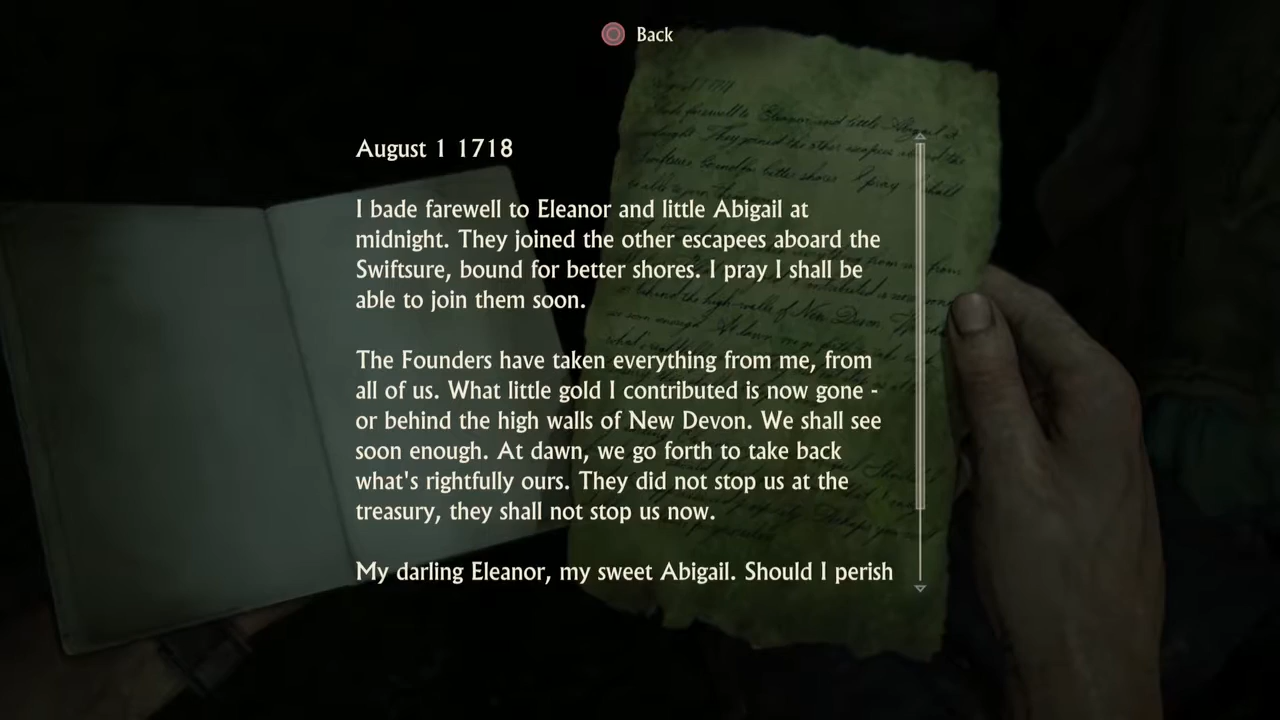 Back
August 1 1718
I bade farewell to Eleanor and little Abigail at
midnight. They joined the other escapees aboard the
Swiftsure, bound for better shores. I pray I shall be
able to join them soon.
The Founders have taken everything from me, from
all of us. What little gold I contributed is now gone -
or behind the high walls of New Devon. We shall see
soon enough. At dawn, we go forth to take back
what's rightfully ours. They did not stop us at the
treasury, they shall not stop us now.
My darling Eleanor, my sweet Abigail. Should I perish